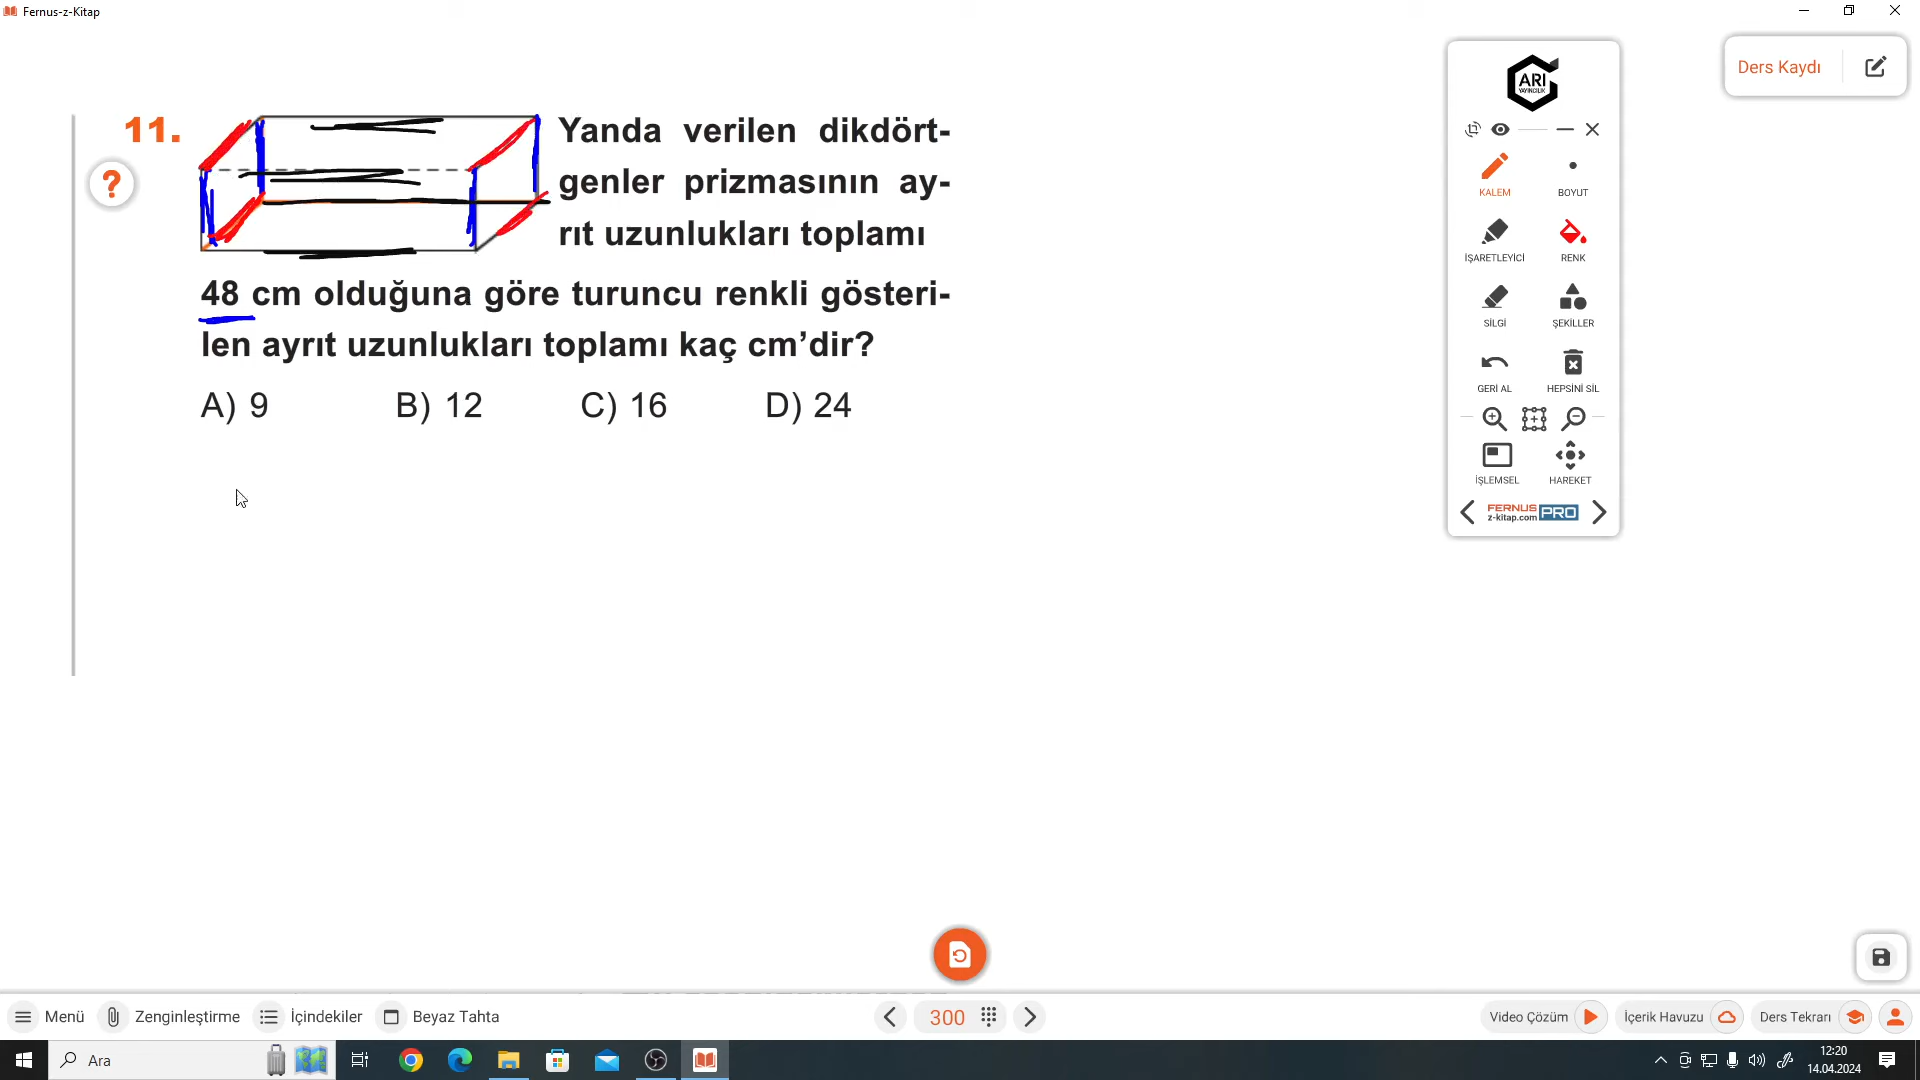 Fernus-z-Kitap
Ders Kaydı
ARI
YAYINCILIK
KALEM
BOYUT
İŞARETLEYİCİ
RENK
SİLGİ
ŞEKİLLER
GERİ AL
HEPSİNİ SİL
İŞLEMSEL
HAREKET
FERNUS
z-kitap.com PRO
11. Yanda verilen dikdört-
genler prizmasının ay-
rıt uzunlukları toplamı
48 cm olduğuna göre turuncu renkli gösteri-
len ayrıt uzunlukları toplamı kaç cm’dir?
A) 9 B) 12 C) 16 D) 24
?
Menü Zenginleştirme İçindekiler Beyaz Tahta 300 Video Çözüm İçerik Havuzu Ders Tekrarı
Ara
12:20
14.04.2024